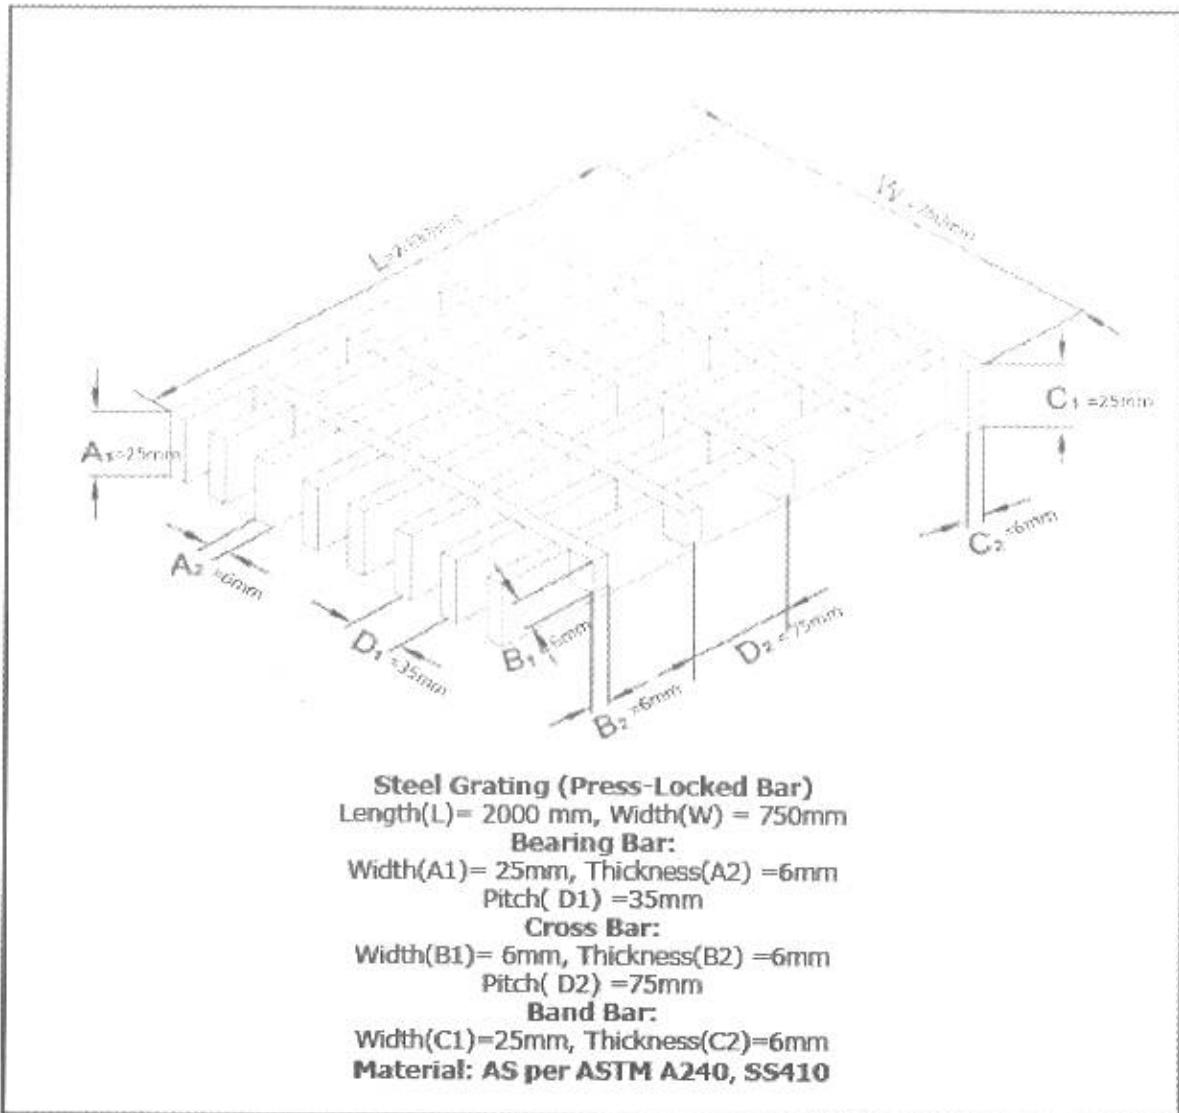 L=2000mm
W =750mm
A1=25mm
C1 =25mm
A2 =6mm
C2 =6mm
D1 =35mm
B1 =6mm
D2 =75mm
B2 =6mm
Steel Grating (Press-Locked Bar)
Length(L)= 2000 mm, Width(W) = 750mm
Bearing Bar:
Width(A1)= 25mm, Thickness(A2) =6mm
Pitch( D1) =35mm
Cross Bar:
Width(B1)= 6mm, Thickness(B2) =6mm
Pitch( D2) =75mm
Band Bar:
Width(C1)=25mm, Thickness(C2)=6mm
Material: AS per ASTM A240, SS410